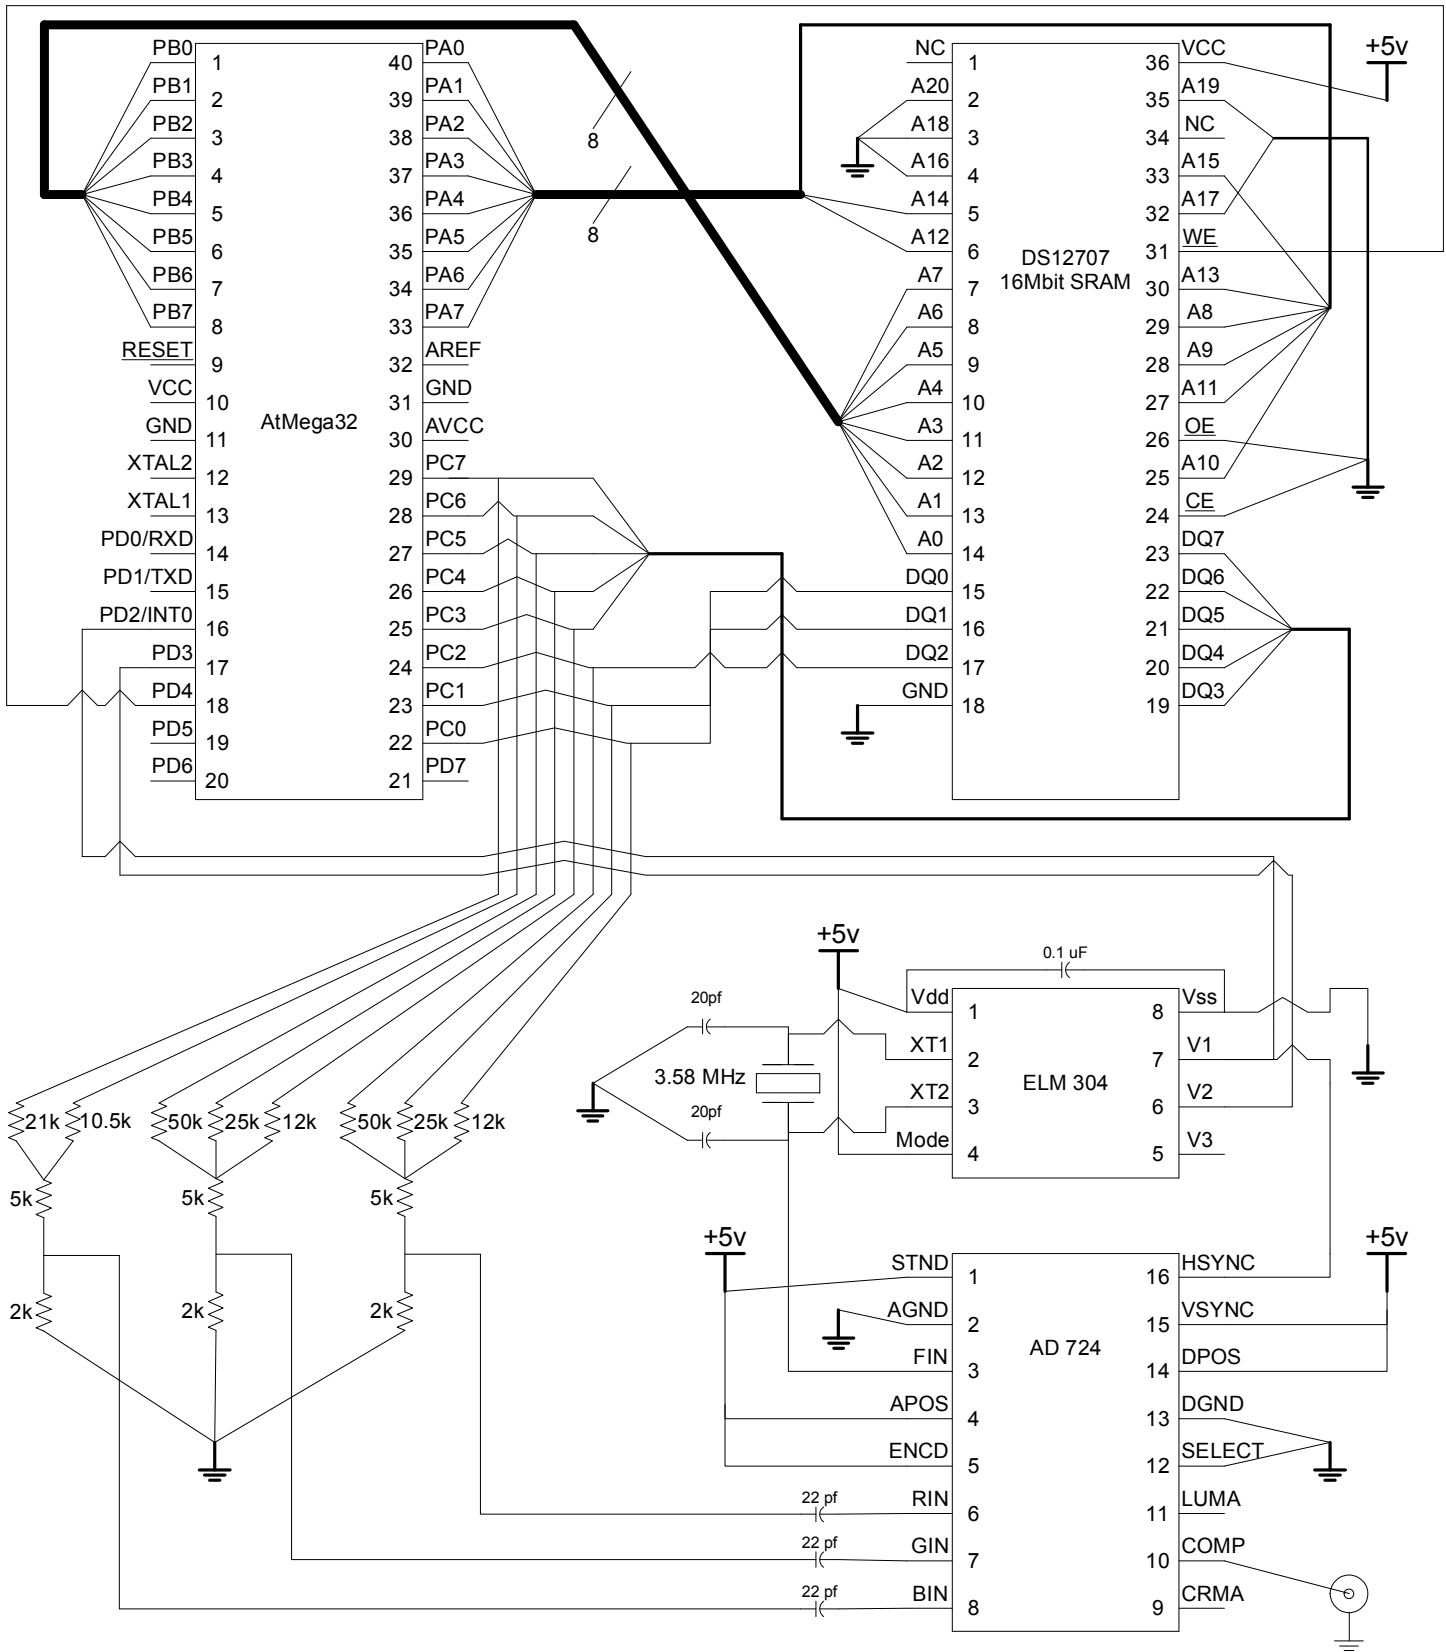 PB0
1
PB1
2
PB2
3
PB3
4
PB4
5
PB5
6
PB6
7
PB7
8
RESET
9
VCC
10
GND
11
XTAL2
12
XTAL1
13
PD0/RXD
14
PD1/TXD
15
PD2/INT0
16
PD3
17
PD4
18
PD5
19
PD6
20
AtMega32
PA0
40
PA1
39
PA2
38
PA3
37
PA4
36
PA5
35
PA6
34
PA7
33
AREF
32
GND
31
AVCC
30
PC7
29
PC6
28
PC5
27
PC4
26
PC3
25
PC2
24
PC1
23
PC0
22
PD7
21
8
8
NC
1
A20
2
A18
3
A16
4
A14
5
A12
6
A7
7
A6
8
A5
9
A4
10
A3
11
A2
12
A1
13
A0
14
DQ0
15
DQ1
16
DQ2
17
GND
18
DS12707
16Mbit SRAM
VCC
36
+5v
A19
35
NC
34
A15
33
A17
32
WE
31
A13
30
A8
29
A9
28
A11
27
OE
26
A10
25
CE
24
DQ7
23
DQ6
22
DQ5
21
DQ4
20
DQ3
19
+5v
0.1 uF
20pf
3.58 MHz
20pf
Vdd
1
XT1
2
XT2
3
Mode
4
ELM 304
Vss
8
V1
7
V2
6
V3
5
21k
10.5k
50k
25k
12k
50k
25k
12k
5k
5k
5k
2k
2k
2k
+5v
+5v
STND
1
AGND
2
FIN
3
APOS
4
ENCD
5
22 pf
RIN
6
22 pf
GIN
7
22 pf
BIN
8
AD 724
HSYNC
16
VSYNC
15
DPOS
14
DGND
13
SELECT
12
LUMA
11
COMP
10
CRMA
9